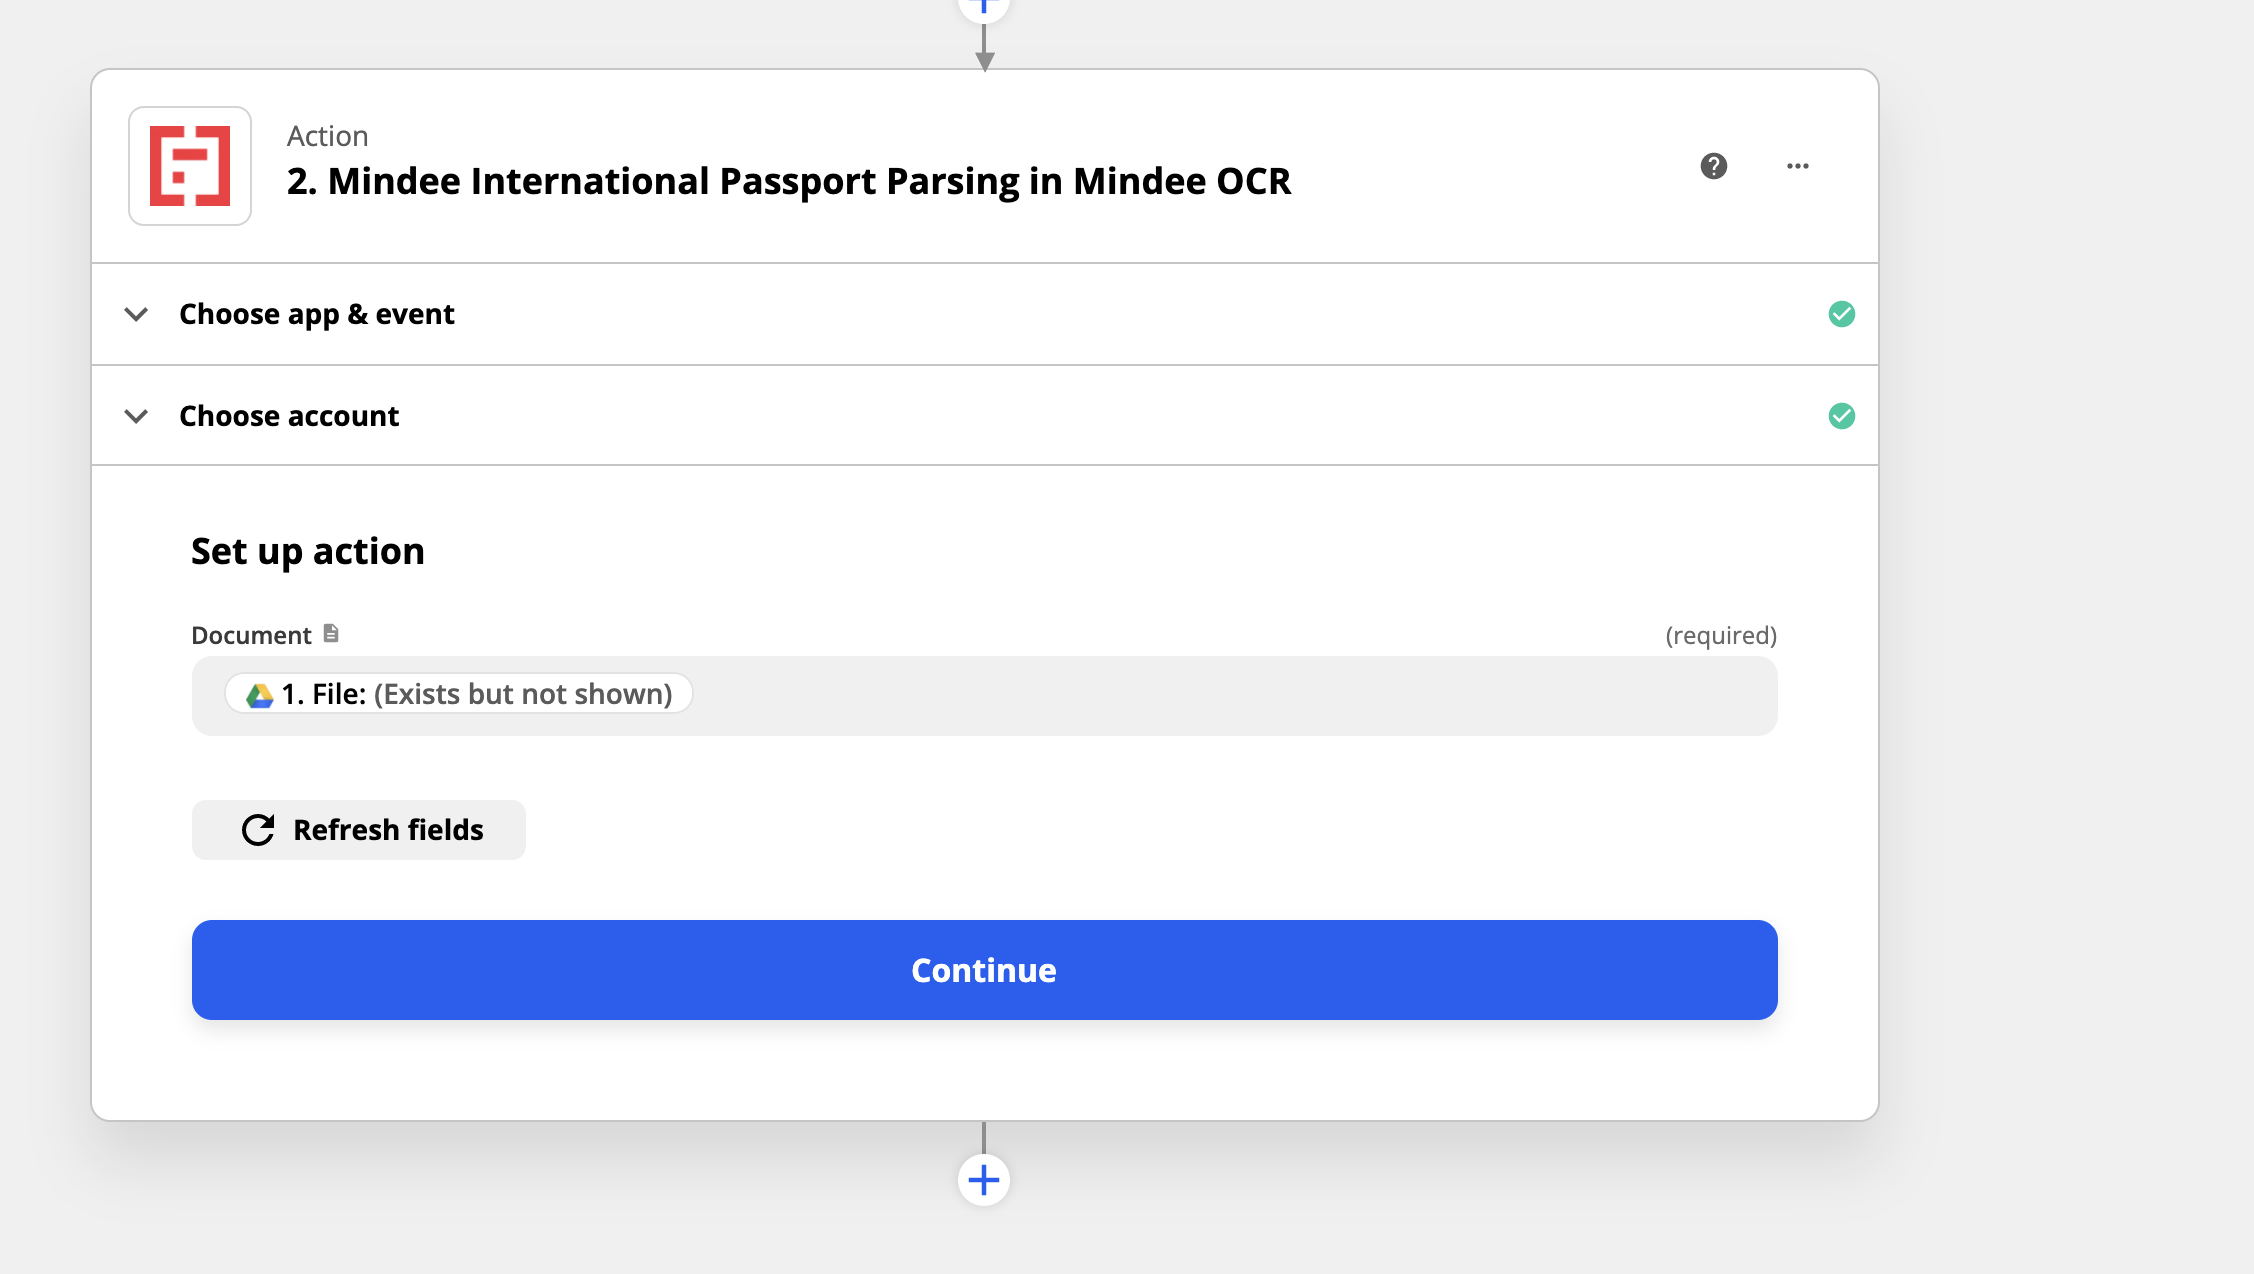 Action
2. Mindee International Passport Parsing in Mindee OCR
Choose app & event
Choose account
Set up action
Document (required)
1. File: (Exists but not shown)
Refresh fields
Continue